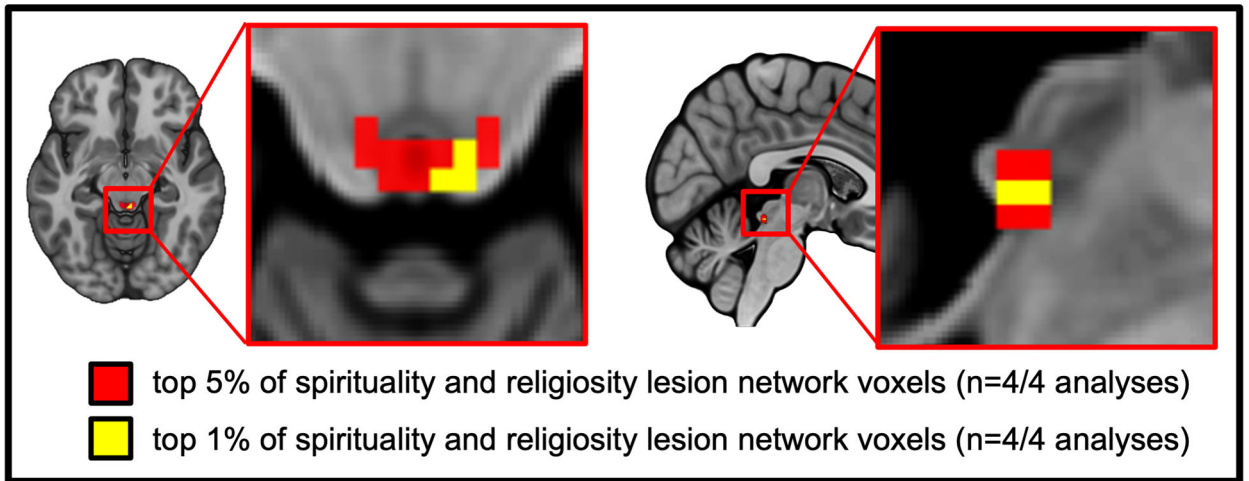 top 5% of spirituality and religiosity lesion network voxels (n=4/4 analyses)
top 1% of spirituality and religiosity lesion network voxels (n=4/4 analyses)